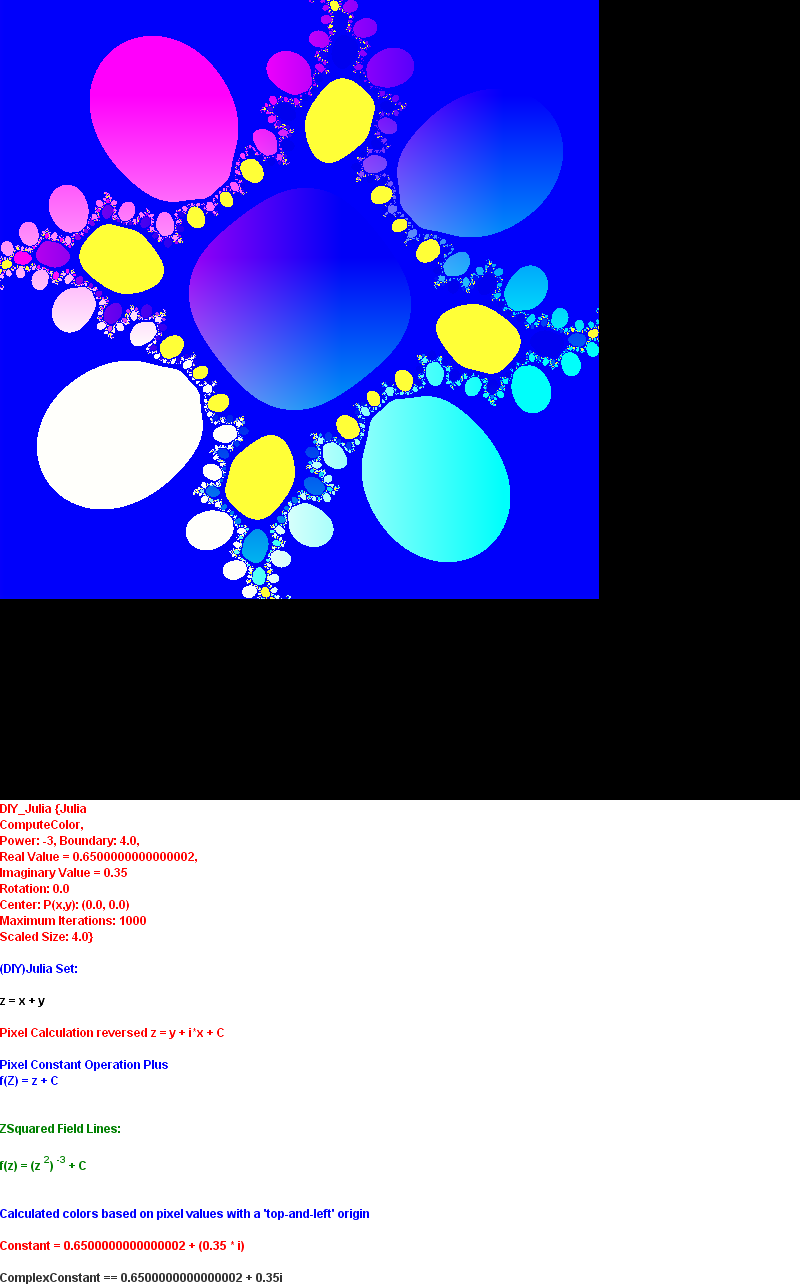 DIY_Julia {Julia
ComputeColor,
Power: -3, Boundary: 4.0,
Real Value = 0.6500000000000002,
Imaginary Value = 0.35
Rotation: 0.0
Center: P(x,y): (0.0, 0.0)
Maximum Iterations: 1000
Scaled Size: 4.0}
(DIY)Julia Set:
z = x + y
Pixel Calculation reversed z = y + i*x + C
Pixel Constant Operation Plus
f(Z) = z + C
ZSquared Field Lines:
f(z) = (z 2) -3 + C
Calculated colors based on pixel values with a 'top-and-left' origin
Constant = 0.6500000000000002 + (0.35 * i)
ComplexConstant == 0.6500000000000002 + 0.35i